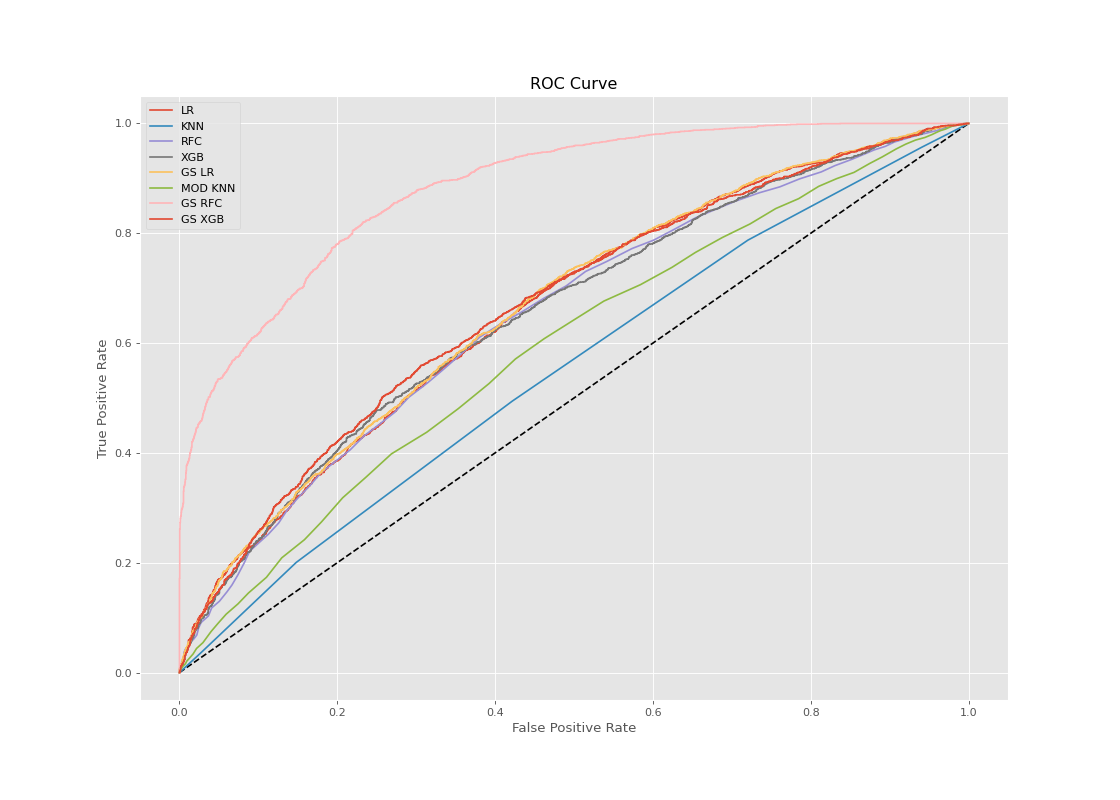 ROC Curve
LR
KNN
RFC
XGB
GS LR
MOD KNN
GS RFC
GS XGB
1.0
0.8
0.6
0.4
0.2
0.0
True Positive Rate
0.0 0.2 0.4 0.6 0.8 1.0
False Positive Rate